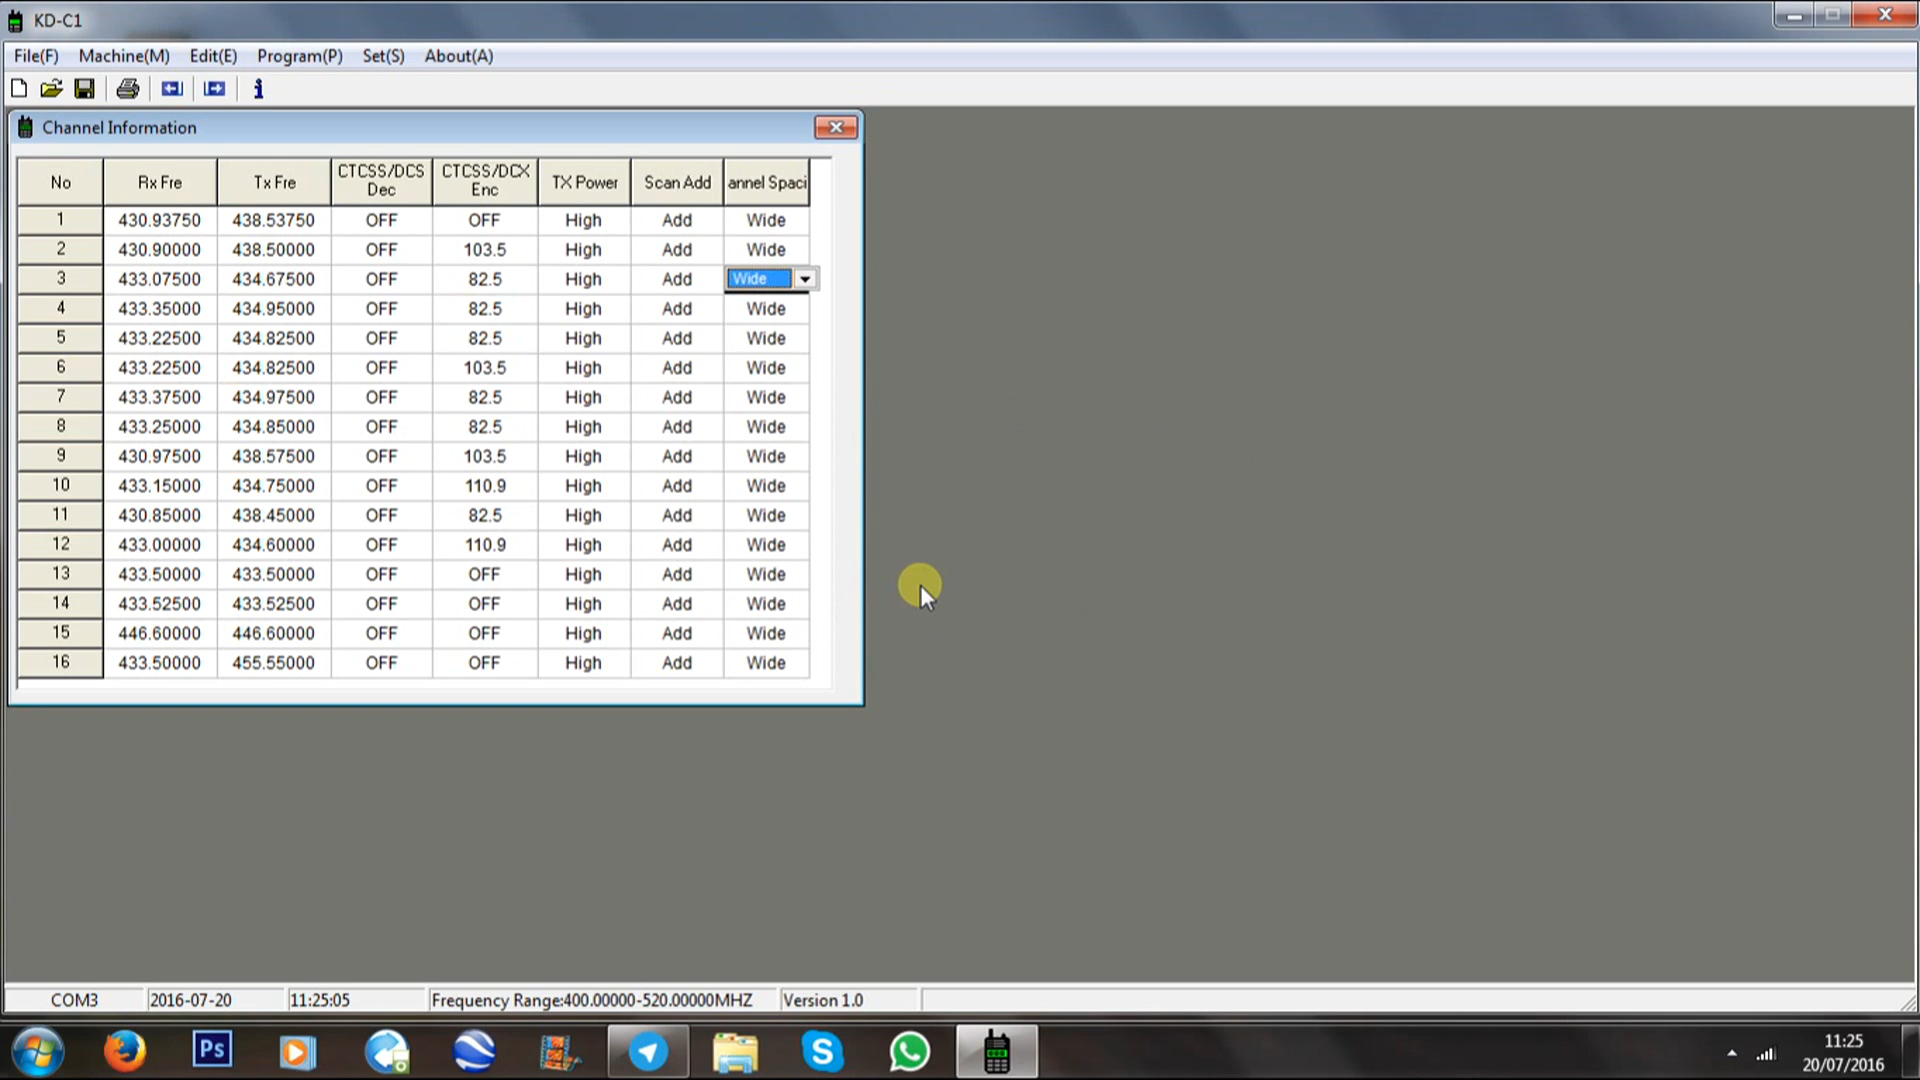 KD-C1
File(F) Machine(M) Edit(E) Program(P) Set(S) About(A)
Channel Information
No Rx Fre Tx Fre CTCSS/DCS Dec CTCSS/DCX Enc TX Power Scan Add annel Spaci
1 430.93750 438.53750 OFF OFF High Add Wide
2 430.90000 438.50000 OFF 103.5 High Add Wide
3 433.07500 434.67500 OFF 82.5 High Add Wide
4 433.35000 434.95000 OFF 82.5 High Add Wide
5 433.22500 434.82500 OFF 82.5 High Add Wide
6 433.22500 434.82500 OFF 103.5 High Add Wide
7 433.37500 434.97500 OFF 82.5 High Add Wide
8 433.25000 434.85000 OFF 82.5 High Add Wide
9 430.97500 438.57500 OFF 103.5 High Add Wide
10 433.15000 434.75000 OFF 110.9 High Add Wide
11 430.85000 438.45000 OFF 82.5 High Add Wide
12 433.00000 434.60000 OFF 110.9 High Add Wide
13 433.50000 433.50000 OFF OFF High Add Wide
14 433.52500 433.52500 OFF OFF High Add Wide
15 446.60000 446.60000 OFF OFF High Add Wide
16 433.50000 455.55000 OFF OFF High Add Wide
COM3 2016-07-20 11:25:05 Frequency Range:400.00000-520.00000MHZ Version 1.0
Ps
11:25
20/07/2016